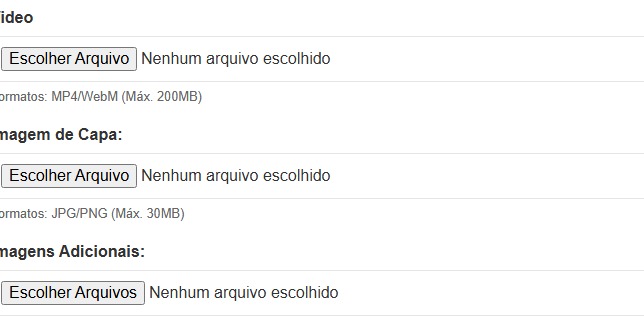 ideo
Escolher Arquivo Nenhum arquivo escolhido
ormatos: MP4/WebM (Máx. 200MB)
magem de Capa:
Escolher Arquivo Nenhum arquivo escolhido
ormatos: JPG/PNG (Máx. 30MB)
magens Adicionais:
Escolher Arquivos Nenhum arquivo escolhido